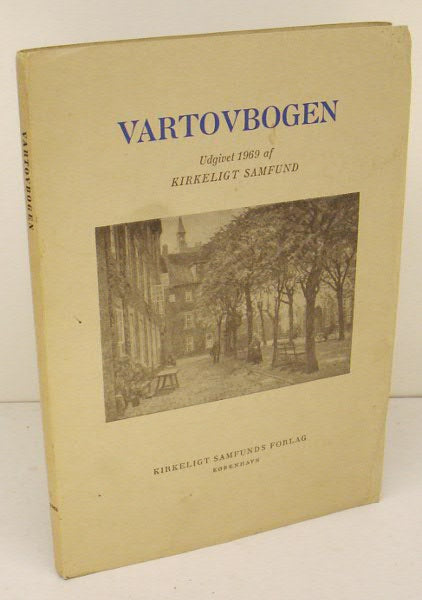 VARTOVBOGEN
Udgivet 1969 af
KIRKELIGT SAMFUND
KIRKELIGT SAMFUNDS FORLAG
KØBENHAVN
VARTOVBOGEN